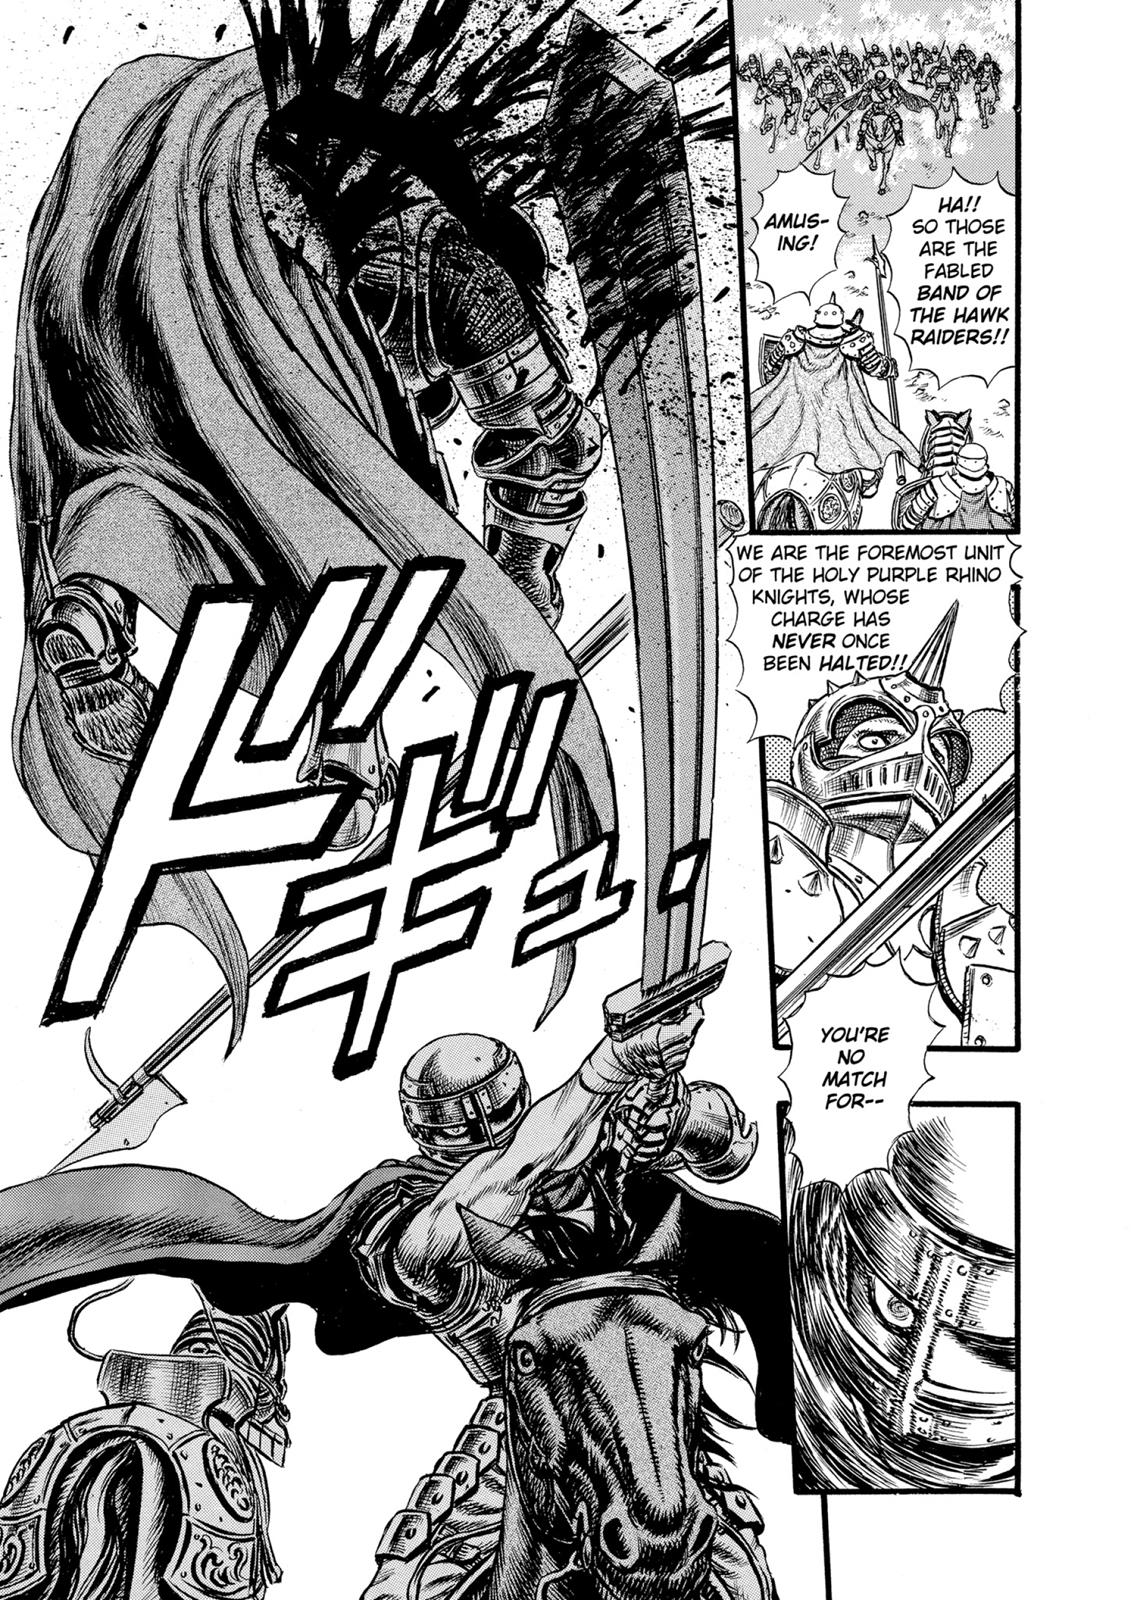 HA!!
SO THOSE
ARE THE
FABLED
BAND OF
THE HAWK
RAIDERS!!
AMUS-
ING!
WE ARE THE FOREMOST UNIT
OF THE HOLY PURPLE RHINO
KNIGHTS, WHOSE
CHARGE HAS
NEVER ONCE
BEEN HALTED!!
YOU'RE
NO
MATCH
FOR--
ドギュ